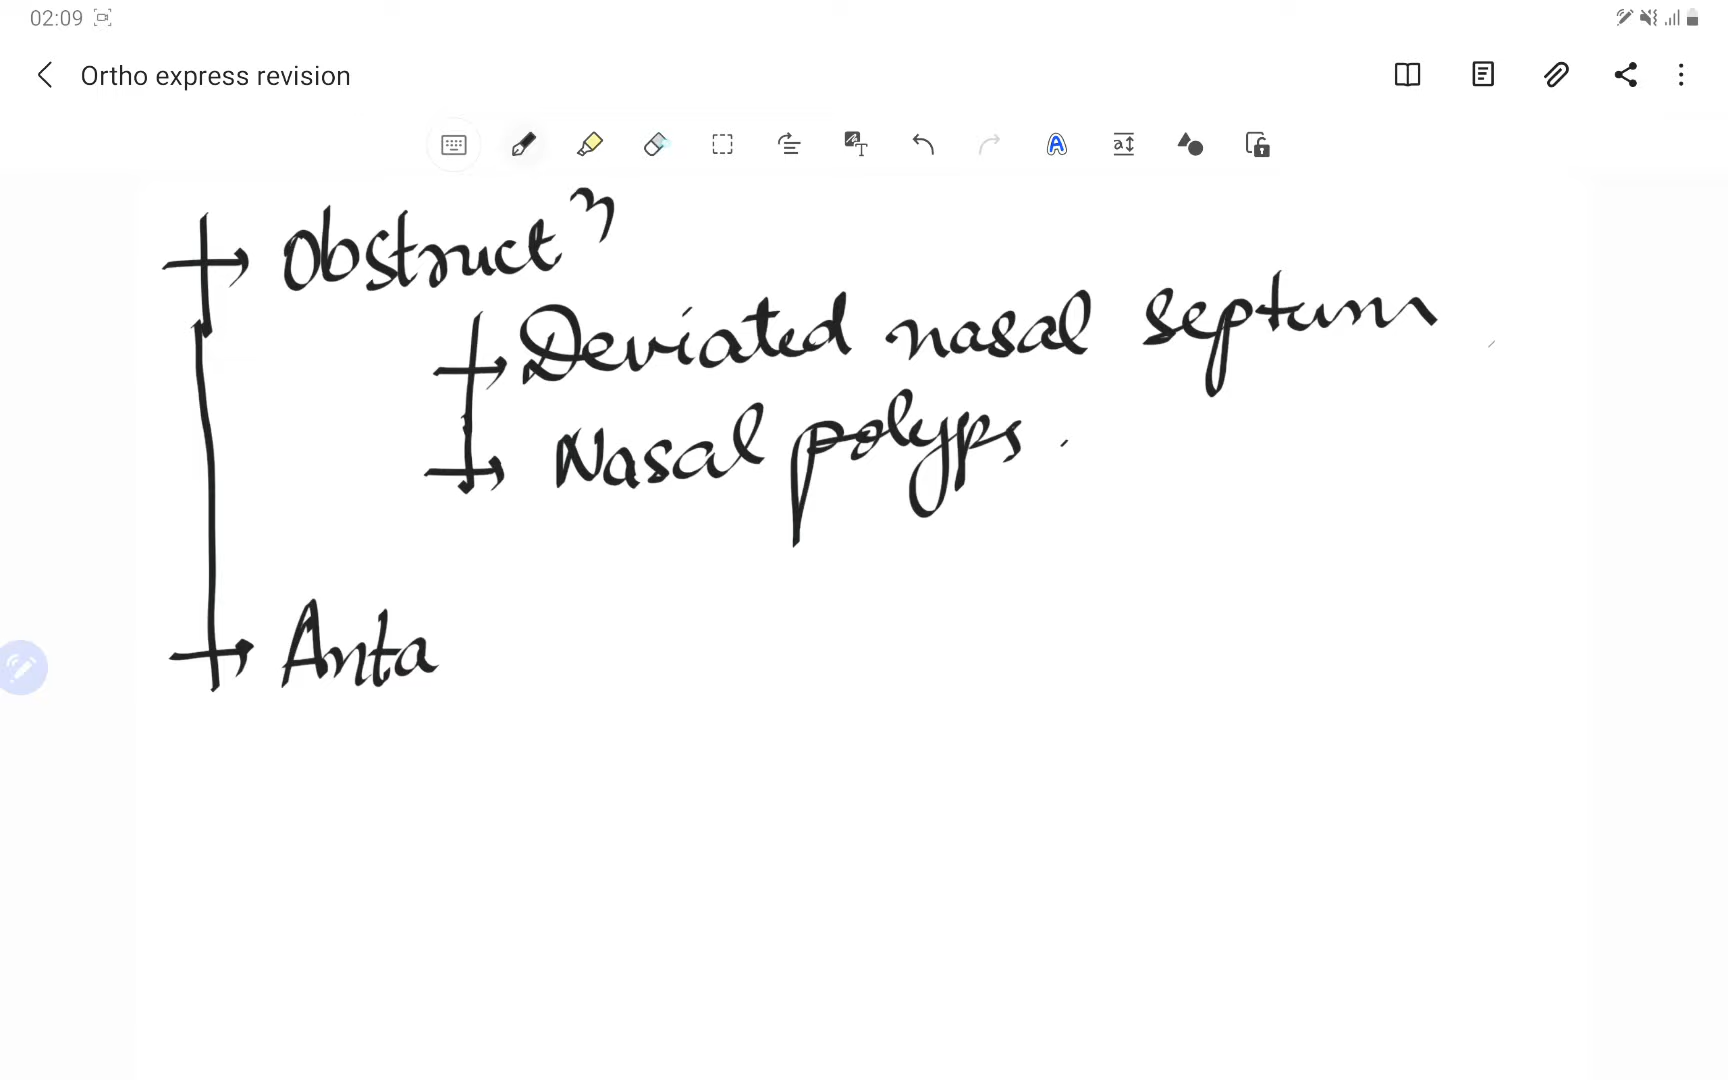 02:09
Ortho express revision
Obstruct^n
Deviated nasal septum
Nasal polyps.
Anta